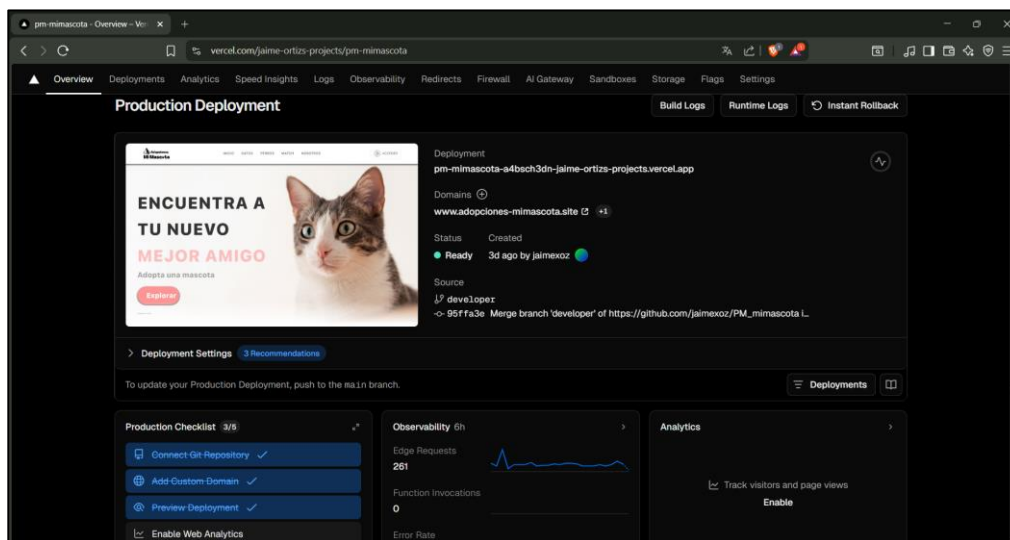 pm-mimascota - Overview – Ver
vercel.com/jaime-ortizs-projects/pm-mimascota
Overview Deployments Analytics Speed Insights Logs Observability Redirects Firewall AI Gateway Sandboxes Storage Flags Settings
Production Deployment
Build Logs Runtime Logs Instant Rollback
ENCUENTRA A
TU NUEVO
MEJOR AMIGO
Adopta una mascota
Explorar
Deployment
pm-mimascota-a4bsch3dn-jaime-ortizs-projects.vercel.app
Domains
www.adopciones-mimascota.site +1
Status Created
Ready 3d ago by jaimexoz
Source
developer
95ffa3e Merge branch 'developer' of https://github.com/jaimexoz/PM_mimascota i...
Deployment Settings 3 Recommendations
To update your Production Deployment, push to the main branch.
Deployments
Production Checklist 3/5
Connect Git Repository
Add Custom Domain
Preview Deployment
Enable Web Analytics
Observability 6h
Edge Requests
261
Function Invocations
0
Error Rate
Analytics
Track visitors and page views
Enable